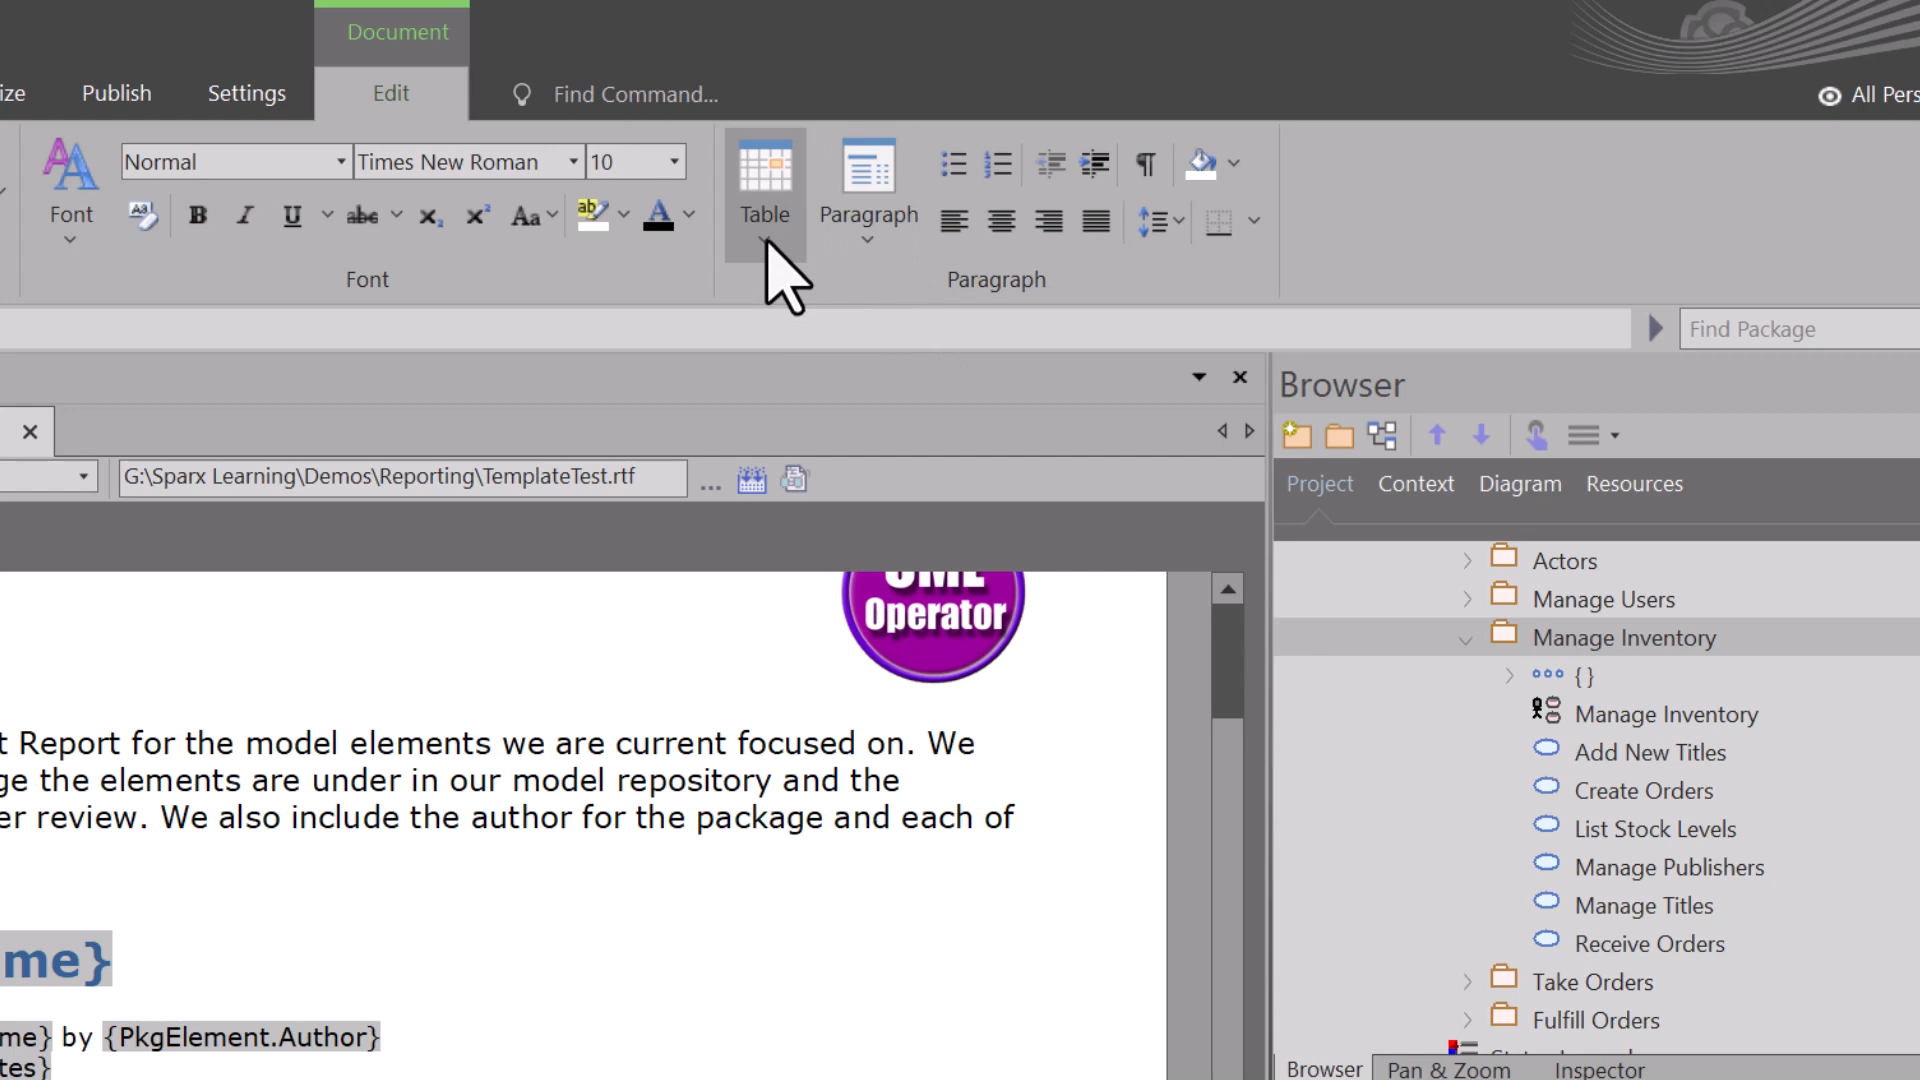 Document
ize Publish Settings Edit Find Command... All Pers
Normal Times New Roman 10
Font Table Paragraph
Font Paragraph
Find Package
Browser
G:\Sparx Learning\Demos\Reporting\TemplateTest.rtf ...
Project Context Diagram Resources
Actors
Manage Users
Manage Inventory
{ }
Manage Inventory
Add New Titles
Create Orders
List Stock Levels
Manage Publishers
Manage Titles
Receive Orders
Take Orders
Fulfill Orders
Operator
t Report for the model elements we are current focused on. We
ge the elements are under in our model repository and the
er review. We also include the author for the package and each of
me}
me} by {PkgElement.Author}
tes}
Browser Pan & Zoom Inspector